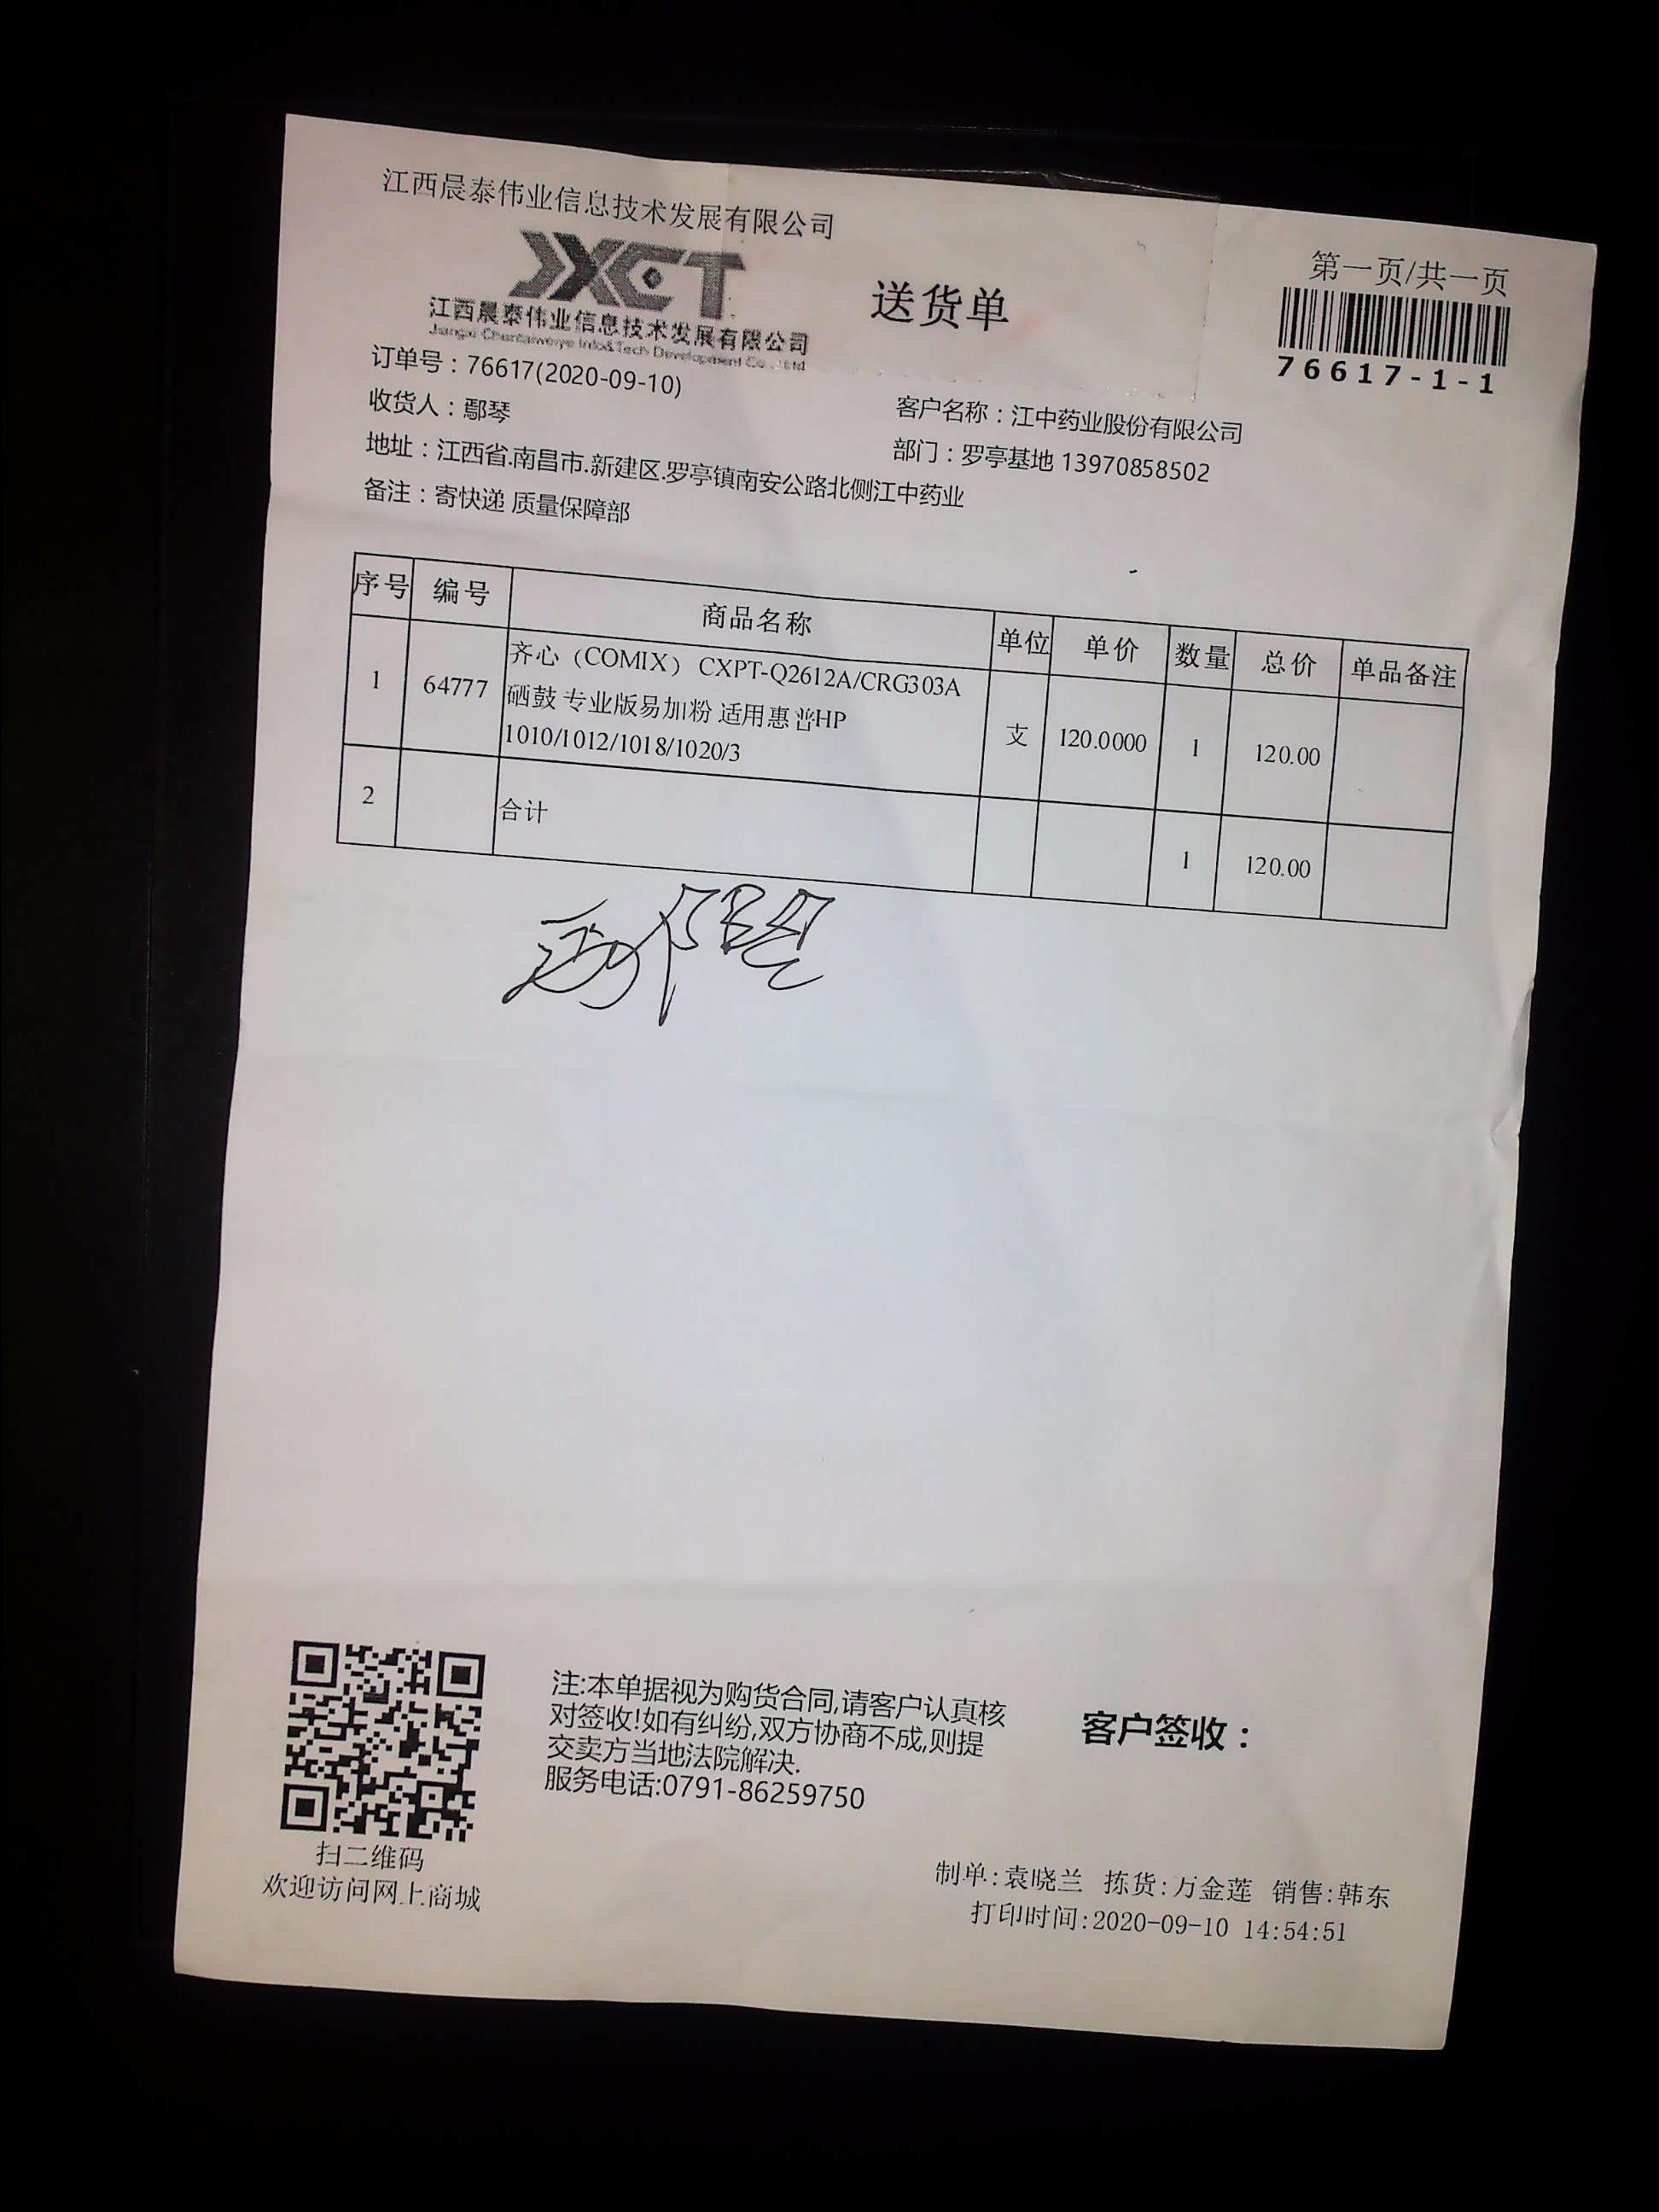 江西晨泰伟业信息技术发展有限公司
第一页/共一页
JXCT
江西晨泰伟业信息技术发展有限公司
Jiangxi Chentaiweiye Info&Tech Development Co., Ltd
送货单
76617-1-1
订单号：76617(2020-09-10)
收货人：鄢琴
客户名称：江中药业股份有限公司
部门：罗亭基地 13970858502
地址：江西省.南昌市.新建区.罗亭镇南安公路北侧江中药业
备注：寄快递 质量保障部
序号 编号 商品名称 单位 单价 数量 总价 单品备注
1 64777 齐心（COMIX） CXPT-Q2612A/CRG303A
硒鼓 专业版易加粉 适用惠普HP
1010/1012/1018/1020/3
支 120.0000 1 120.00
2 合计 1 120.00
注:本单据视为购货合同,请客户认真核
对签收!如有纠纷,双方协商不成,则提
交卖方当地法院解决.
服务电话:0791-86259750
客户签收：
扫二维码
欢迎访问网上商城
制单:袁晓兰 拣货:万金莲 销售:韩东
打印时间:2020-09-10 14:54:51